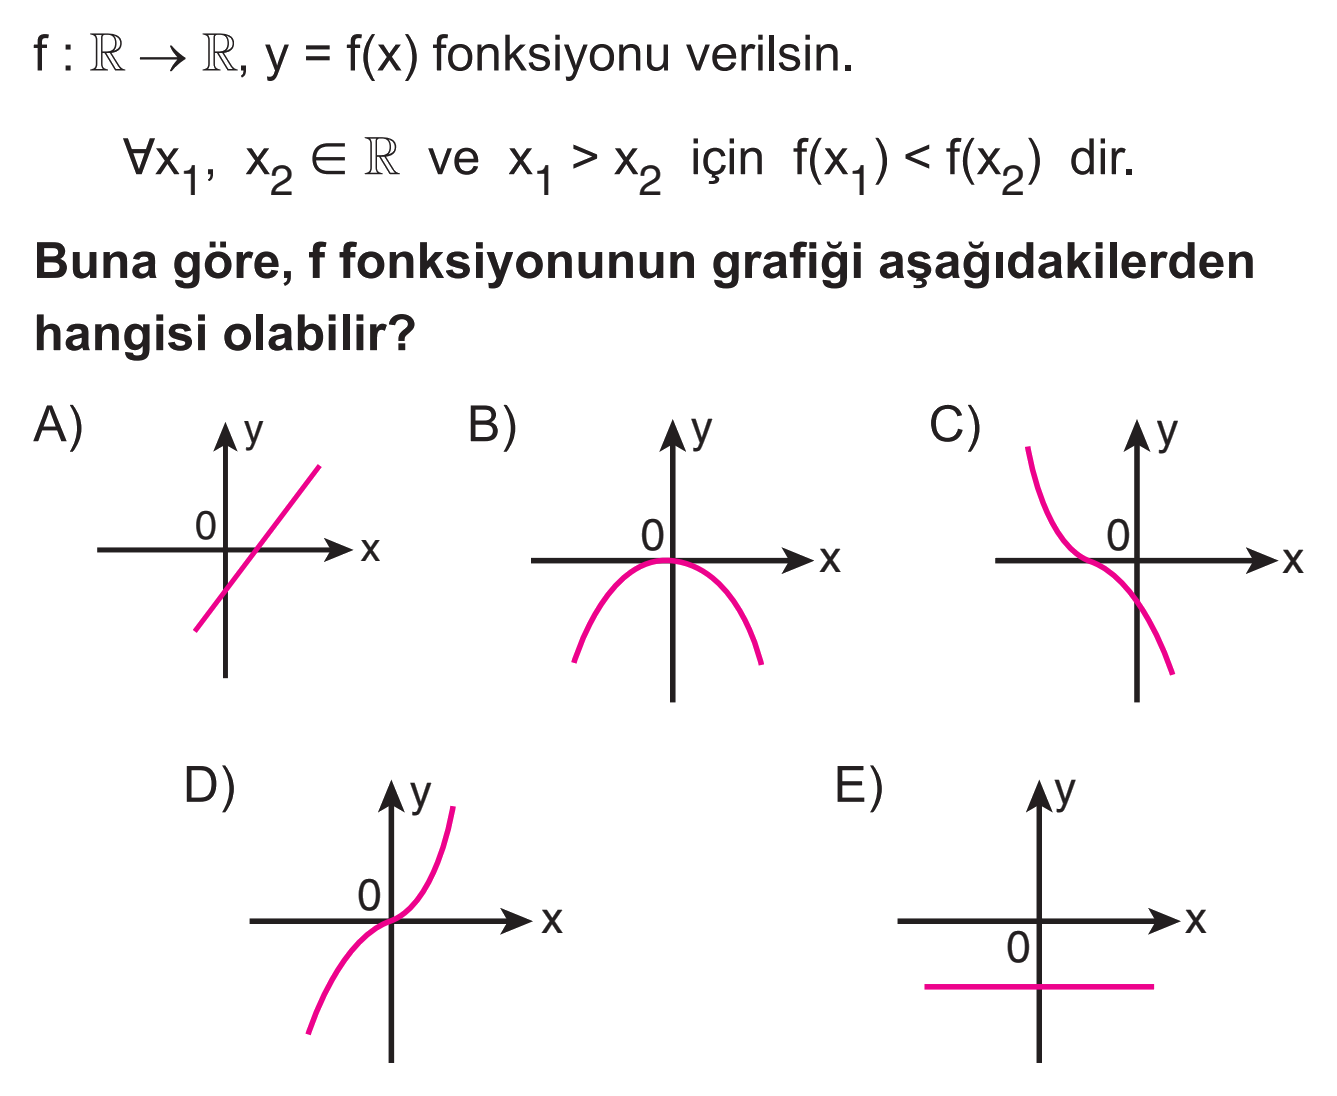 f : ℝ → ℝ, y = f(x) fonksiyonu verilsin.
∀x₁, x₂ ∈ ℝ ve x₁ > x₂ için f(x₁) < f(x₂) dir.
Buna göre, f fonksiyonunun grafiği aşağıdakilerden
hangisi olabilir?
A) y 0 x
B) y 0 x
C) y 0 x
D) y 0 x
E) y 0 x